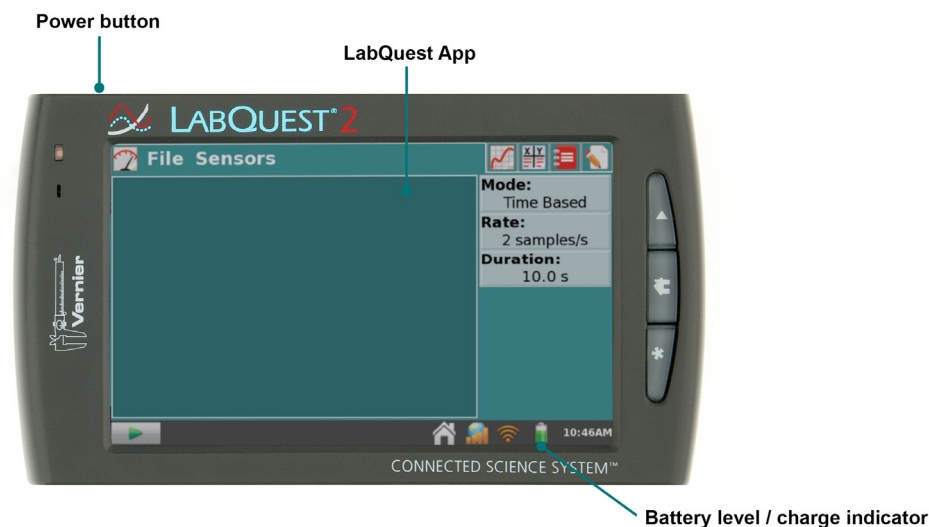 Power button
LabQuest App
LABQUEST® 2
File Sensors
X Y
Mode:
Time Based
Rate:
2 samples/s
Duration:
10.0 s
Vernier
10:46AM
CONNECTED SCIENCE SYSTEM™
Battery level / charge indicator